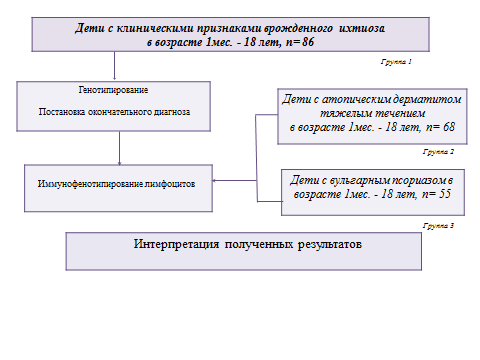 Дети с клиническими признаками врожденного ихтиоза
в возрасте 1мес. - 18 лет, n= 86
Группа 1
Генотипирование
Постановка окончательного диагноза
Дети с атопическим дерматитом
тяжелым течением
в возрасте 1мес. - 18 лет, n= 68
Группа 2
Иммунофенотипирование лимфоцитов
Дети с вульгарным псориазом в
возрасте 1мес. - 18 лет, n= 55
Группа 3
Интерпретация полученных результатов